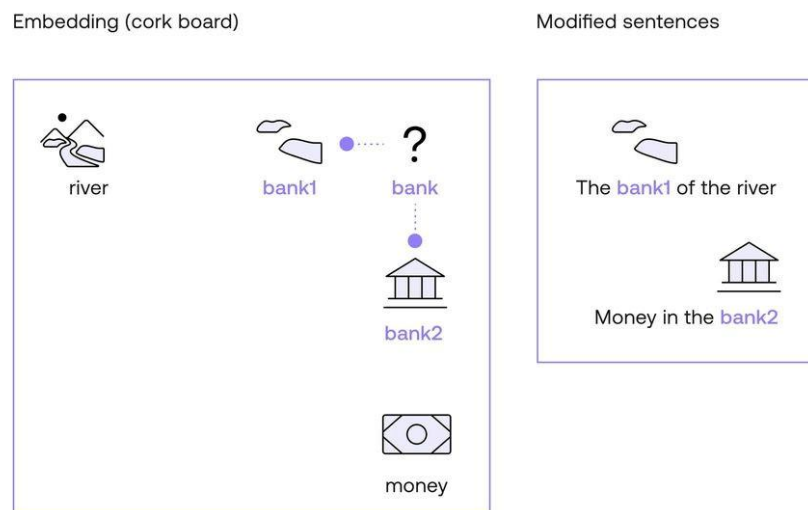 Embedding (cork board)
Modified sentences
?
river
bank1
bank
The bank1 of the river
bank2
Money in the bank2
money